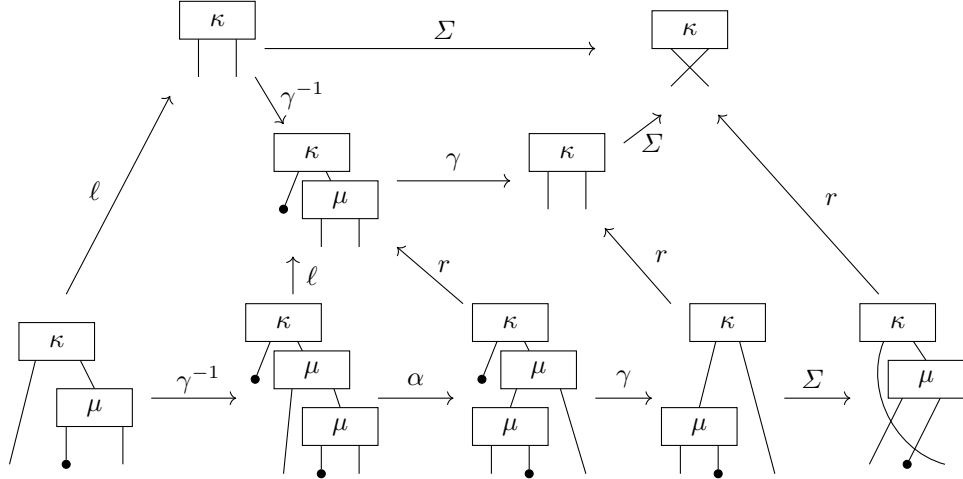 κ Σ κ
γ⁻¹
κ γ κ Σ
μ
ℓ r
ℓ r r
κ κ κ κ κ
μ μ μ
μ γ⁻¹ μ α μ γ μ Σ